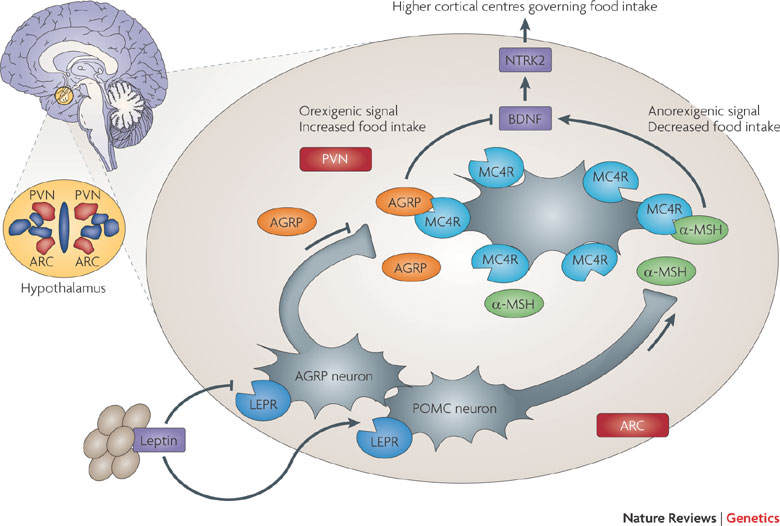 Higher cortical centres governing food intake
NTRK2
Orexigenic signal
Increased food intake
BDNF
Anorexigenic signal
Decreased food intake
PVN
MC4R
MC4R
PVN PVN
AGRP
MC4R
MC4R
α-MSH
AGRP
ARC ARC
Hypothalamus
AGRP
MC4R
MC4R
α-MSH
α-MSH
AGRP neuron
LEPR
POMC neuron
ARC
Leptin
LEPR
Nature Reviews | Genetics